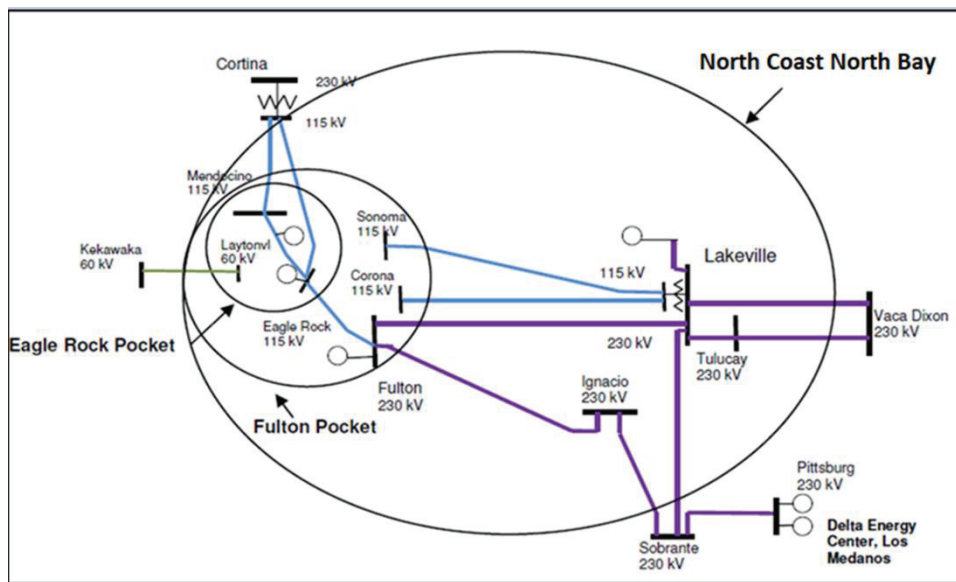 North Coast North Bay
Cortina
230 kV
115 kV
Mendocino
115 kV
Kekawaka
60 kV
Laytonvl
60 kV
Sonoma
115 kV
Corona
115 kV
115 kV
Lakeville
Eagle Rock Pocket
Eagle Rock
115 kV
230 kV
Tulucay
230 kV
Vaca Dixon
230 kV
Fulton
230 kV
Fulton Pocket
Ignacio
230 kV
Pittsburg
230 kV
Delta Energy
Center, Los
Medanos
Sobrante
230 kV